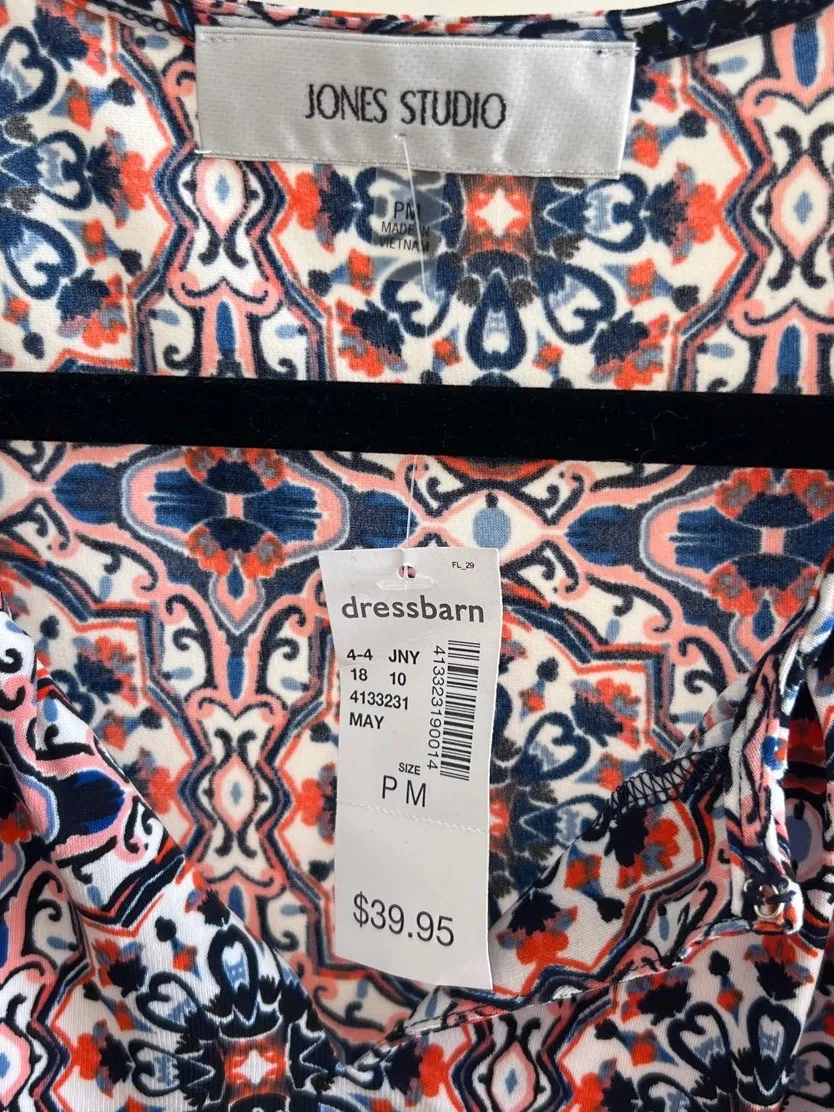 JONES STUDIO
PM
MADE IN
VIETNAM
FL_29
dressbarn
4-4 JNY
18 10
4133231
MAY
413323190014
SIZE
PM
$39.95